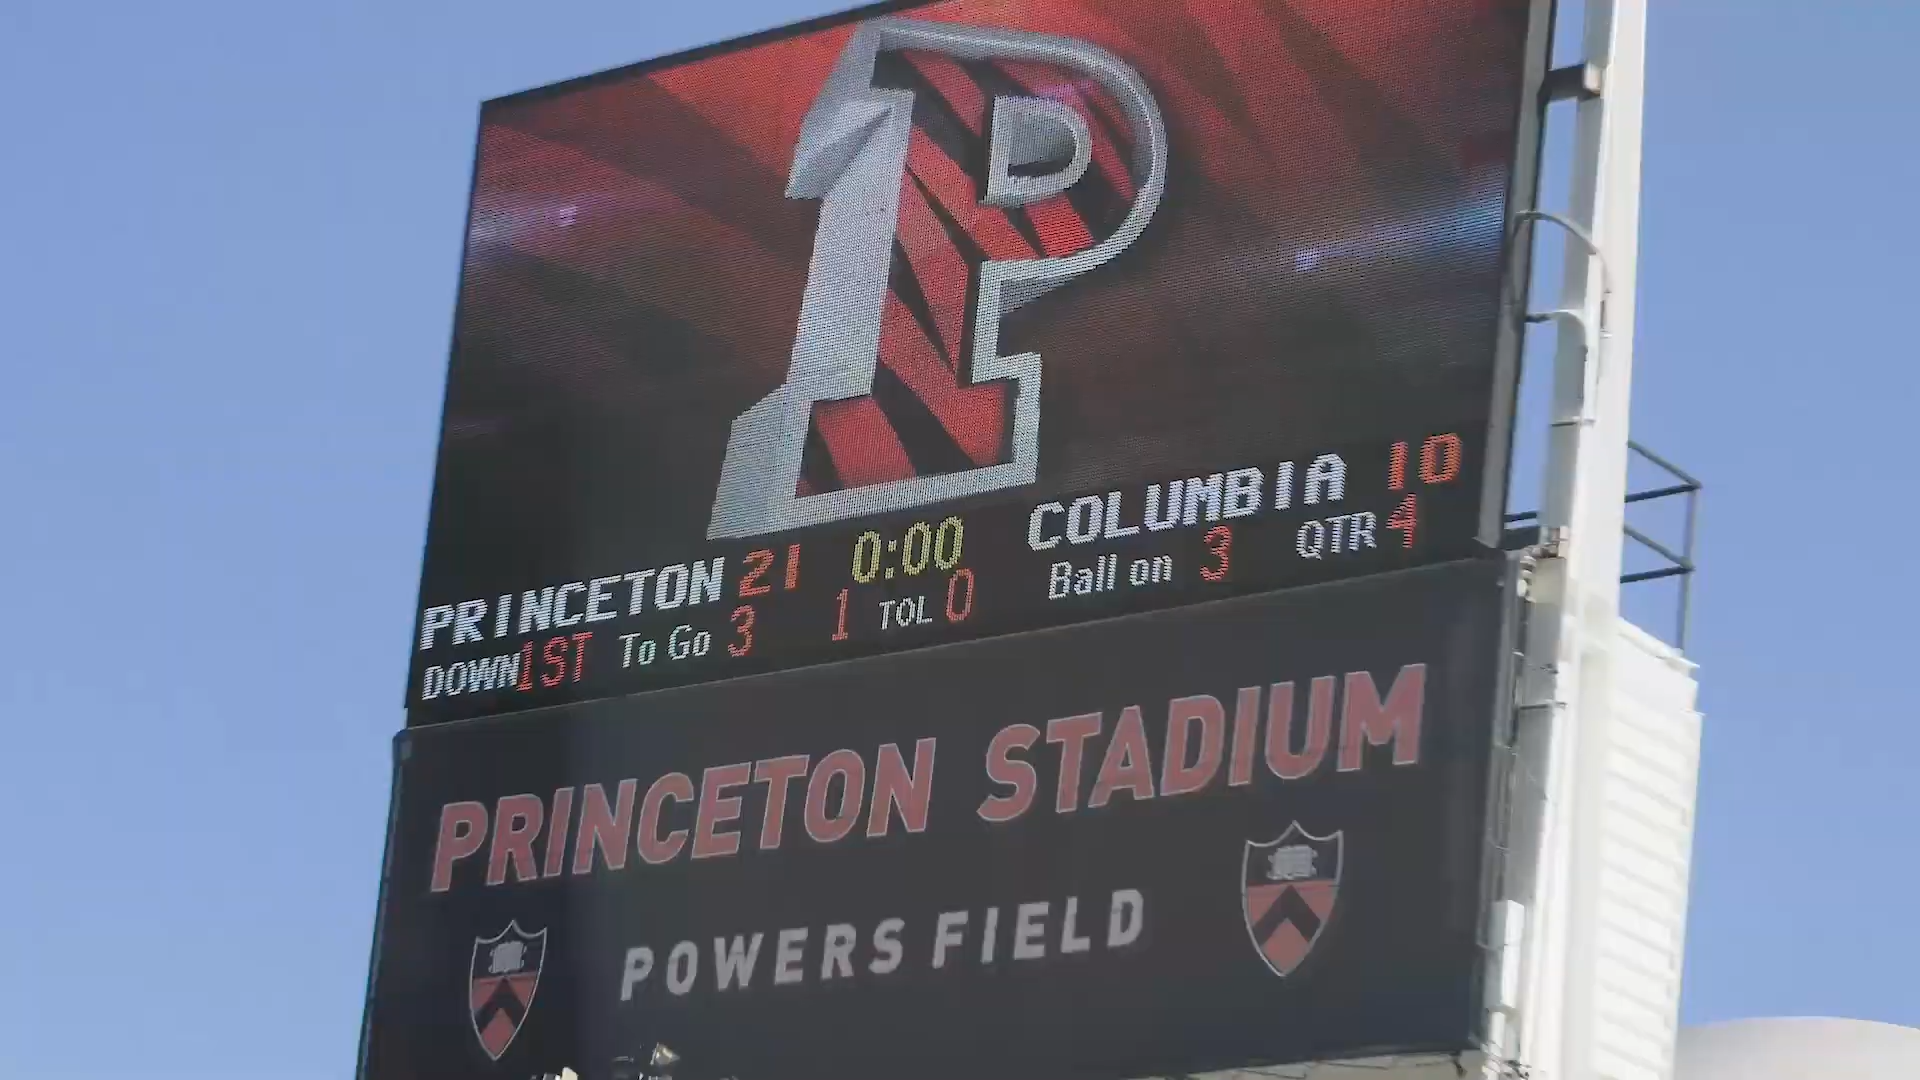 P
PRINCETON 21 0:00 COLUMBIA 10
DOWN 1ST To Go 3 1 TOL 0 Ball on 3 QTR 4
PRINCETON STADIUM
POWERS FIELD